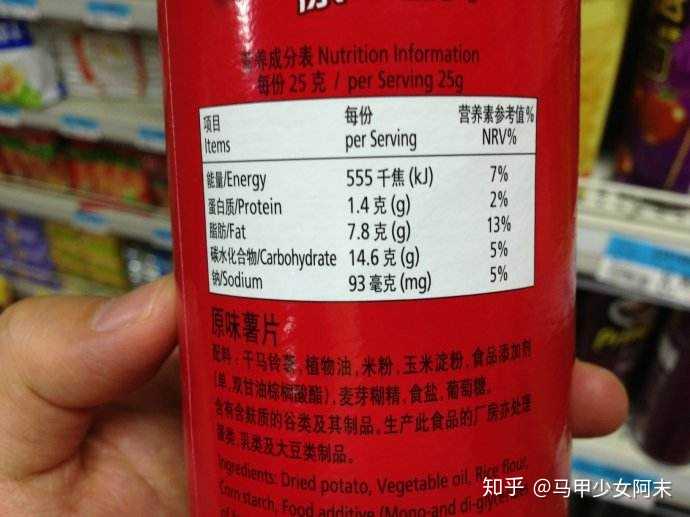 营养成分表 Nutrition Information
每份 25 克 / per Serving 25g
项目 每份 营养素参考值%
Items per Serving NRV%
能量/Energy 555 千焦 (kJ) 7%
蛋白质/Protein 1.4 克 (g) 2%
脂肪/Fat 7.8 克 (g) 13%
碳水化合物/Carbohydrate 14.6 克 (g) 5%
钠/Sodium 93 毫克 (mg) 5%
原味薯片
配料：干马铃薯，植物油，米粉，玉米淀粉，食品添加剂
(单,双甘油棕榈酸酯)，麦芽糊精，食盐，葡萄糖。
含有含麸质的谷类及其制品。生产此食品的厂房亦处理
蛋类,乳类及大豆类制品。
Ingredients: Dried potato, Vegetable oil, Rice flour,
Corn starch, Food additive (Mono-and di-glycer
知乎 @马甲少女阿末